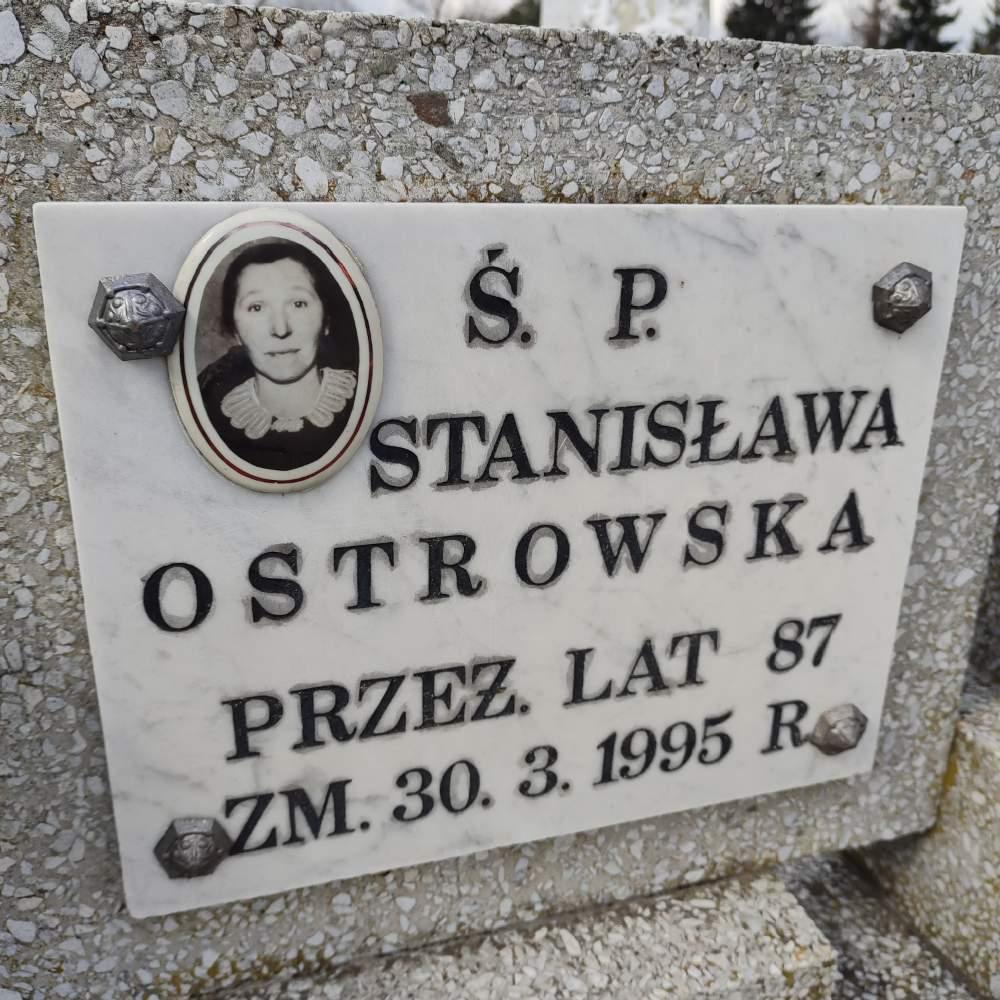 Ś. P.
STANISŁAWA
OSTROWSKA
PRZEŻ. LAT 87
ZM. 30. 3. 1995 R